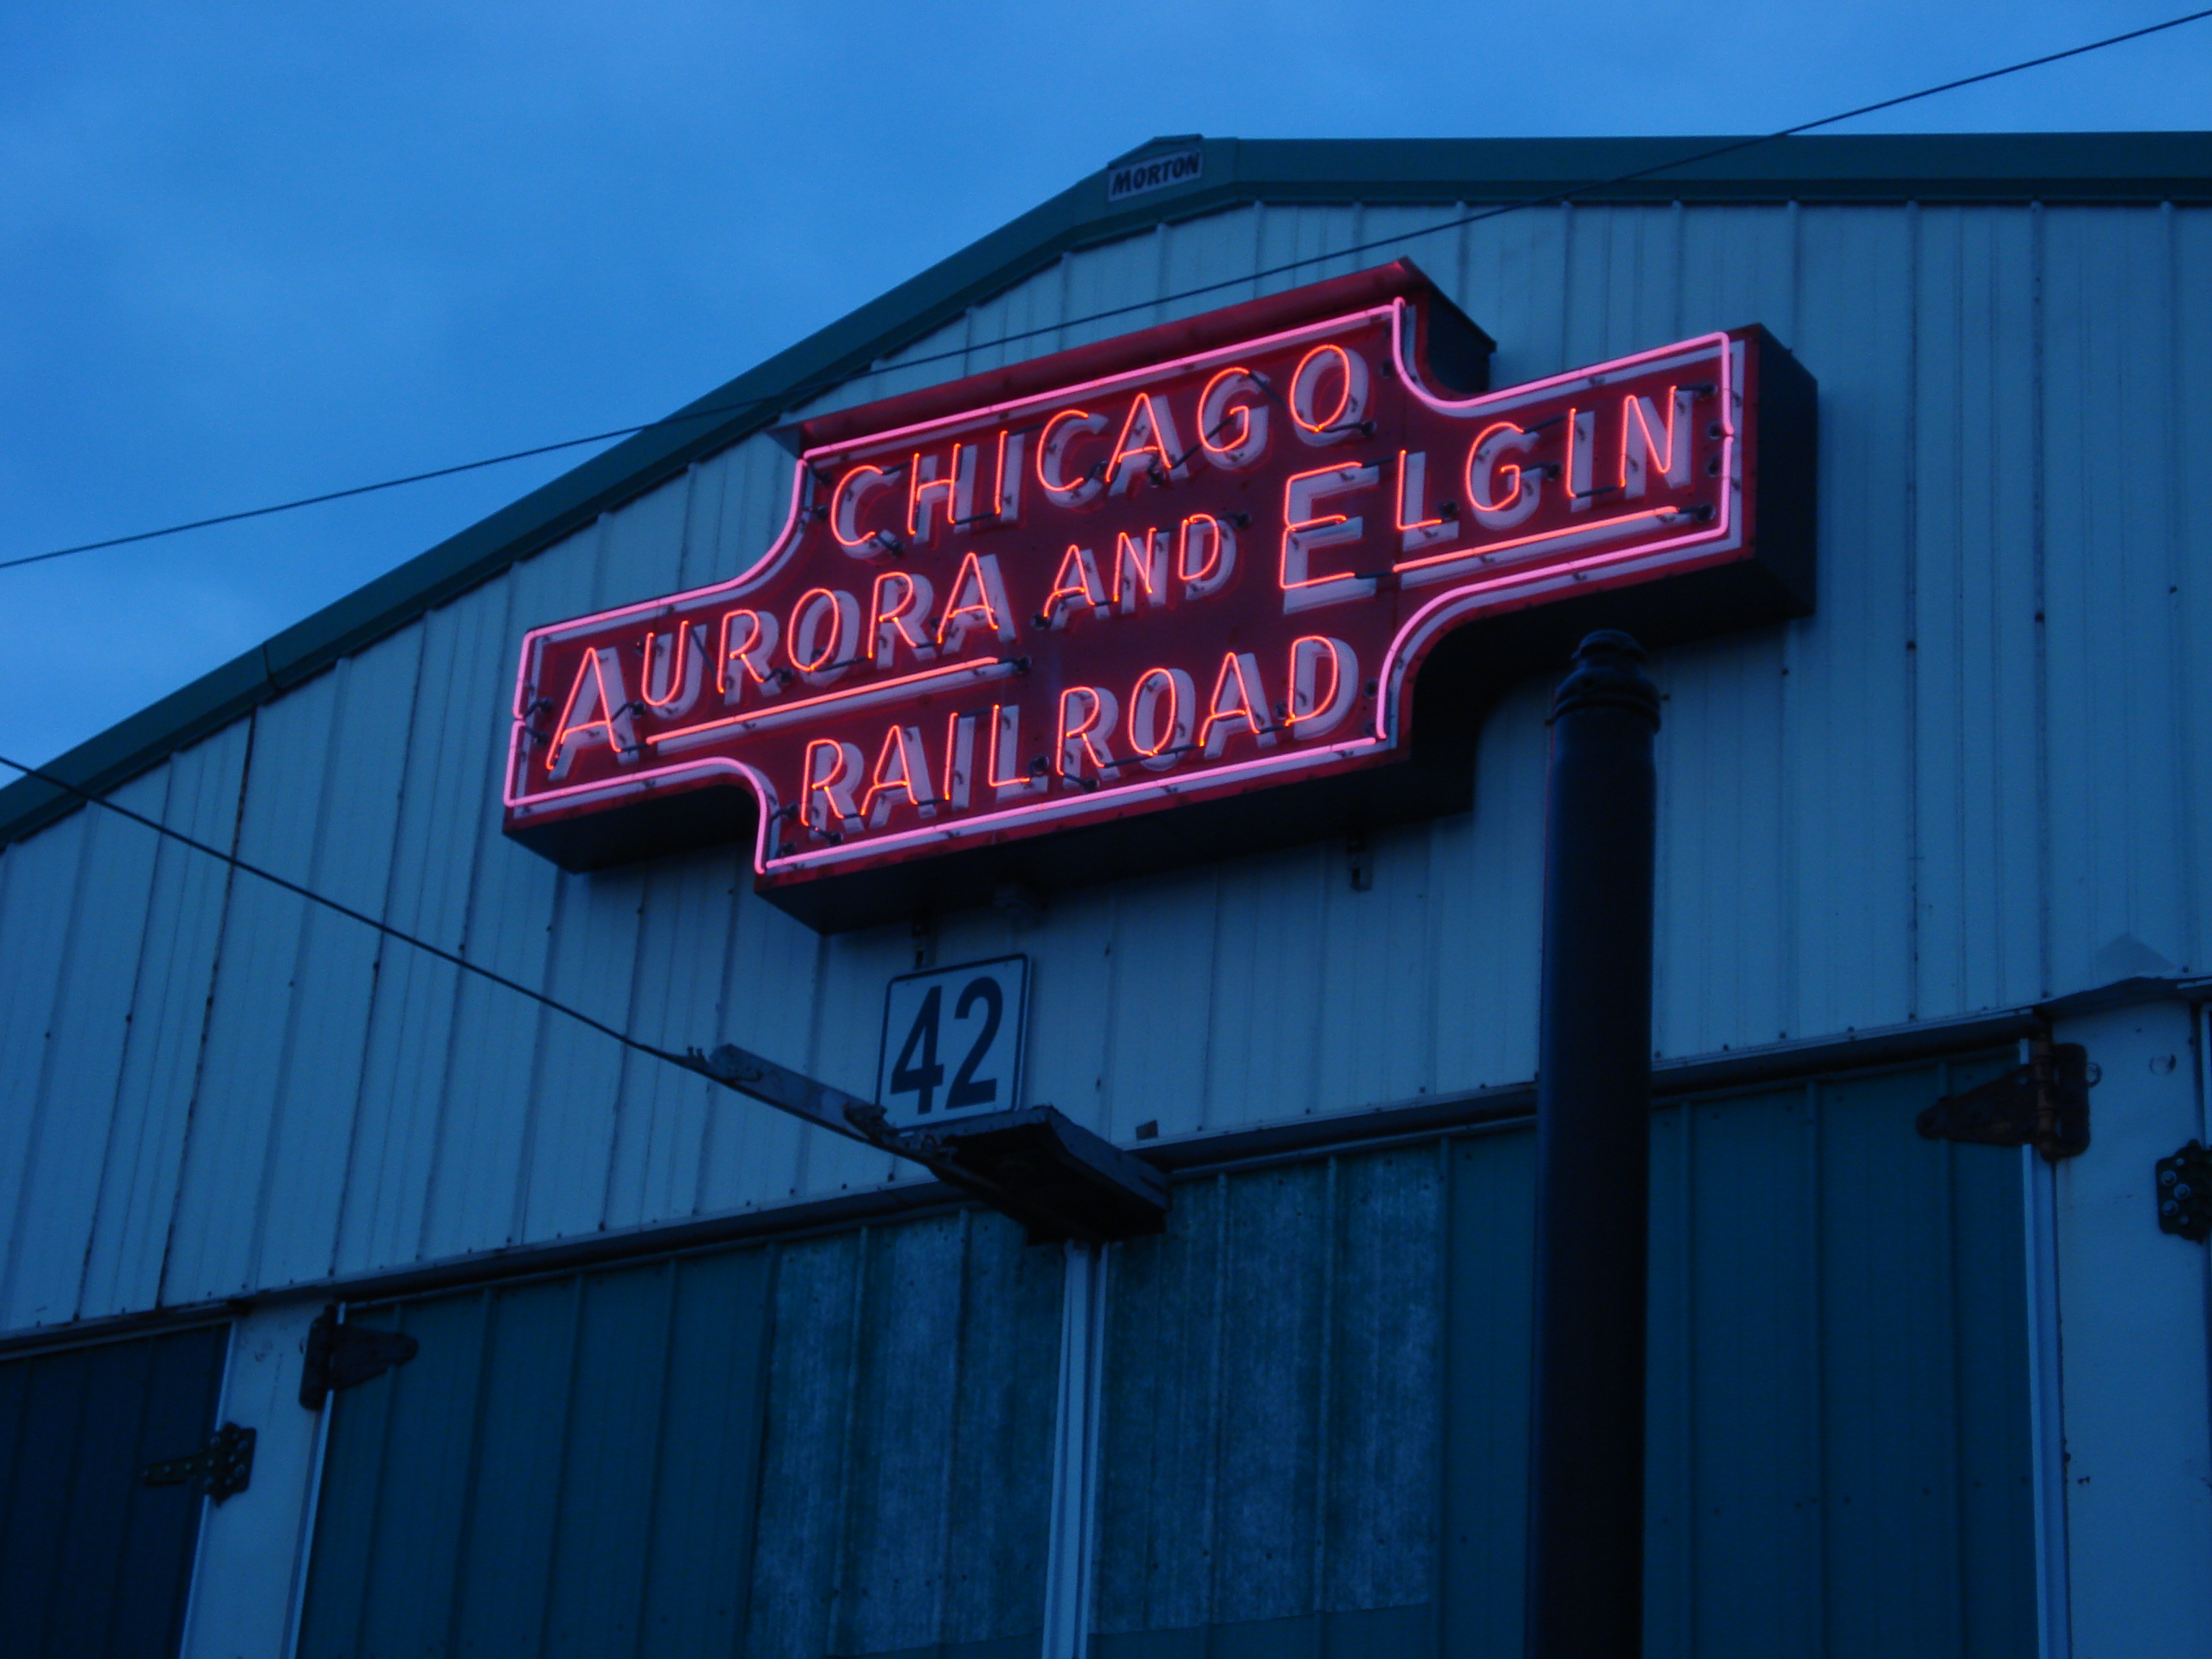 MORTON
CHICAGO
AURORA AND ELGIN
RAILROAD
42